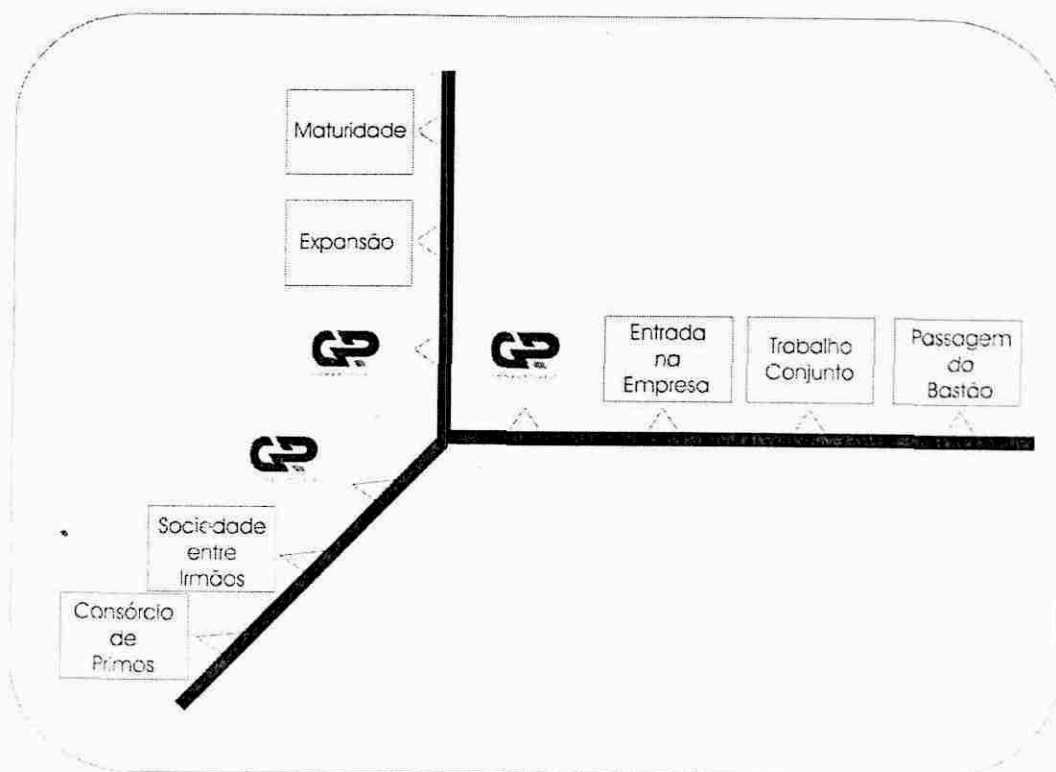 Maturidade
Expansão
Entrada
na
Empresa
Trabalho
Conjunto
Passagem
do
Bastão
Sociedade
entre
Irmãos
Consórcio
de
Primos